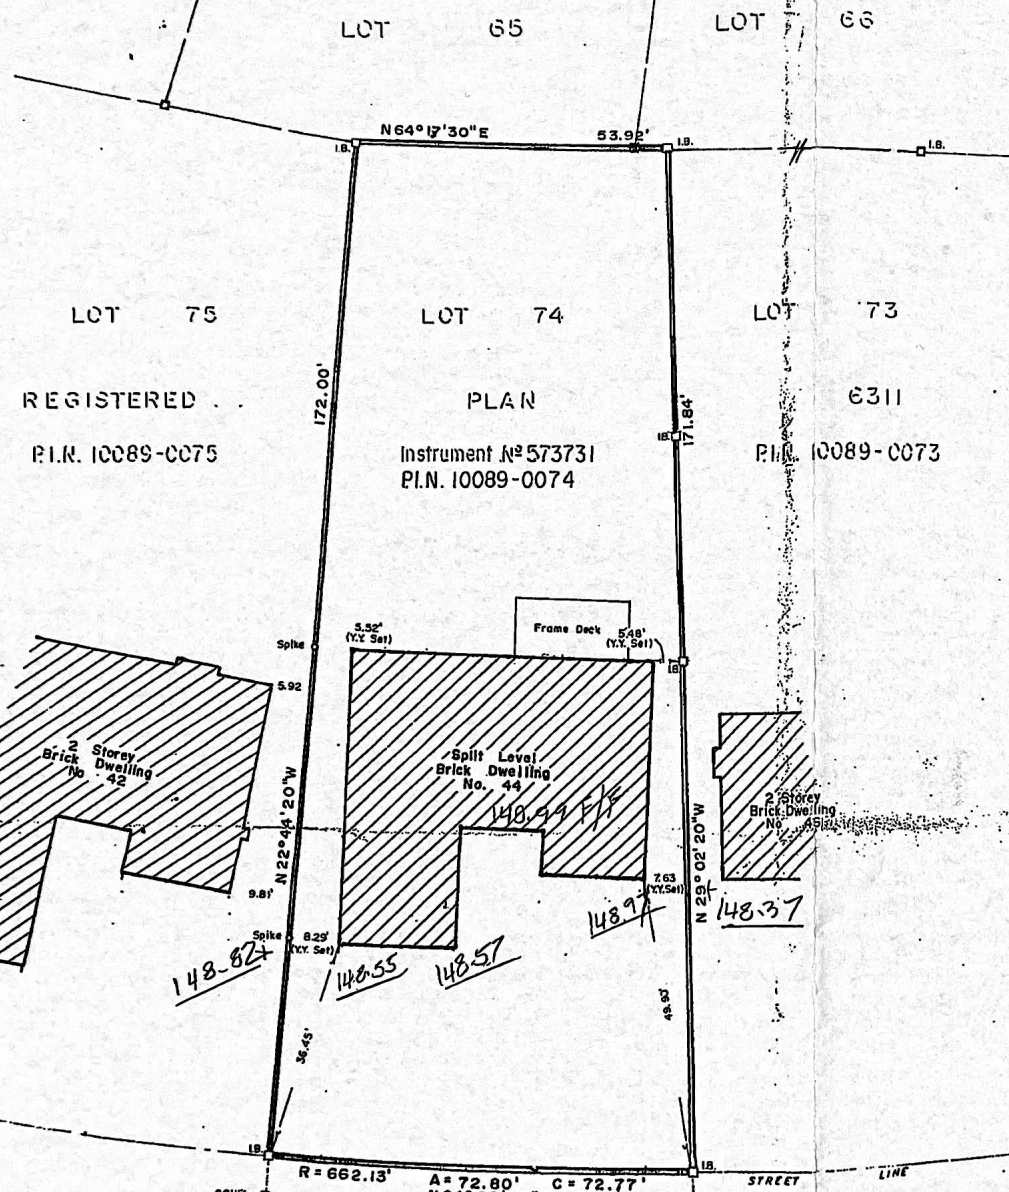 LOT 65
LOT 66
N64°17'30"E
53.92'
I.B.
I.B.
I.B.
LOT 75
LOT 74
LOT 73
172.00'
171.84'
REGISTERED
PLAN
6311
I.B.
P.I.N. 10089-0075
Instrument Nº 573731
P.I.N. 10089-0074
P.I.N. 10089-0073
Spike
5.52'
(Y.Y. Set)
Frame Deck
5.48'
(Y.Y. Set)
I.B.
5.92
2 Storey
Brick Dwelling
No 42
Split Level
Brick Dwelling
No. 44
148.99 F/F
2 Storey
Brick Dwelling
No
N22°44'20"W
N 29°02'20"W
9.81'
7.63
(Y.Y. Set)
148.97
148.37
Spike
8.29'
(Y.Y. Set)
148.82
148.55
148.57
36.45'
49.93'
I.B.
I.B.
R = 662.13'
A = 72.80'
C = 72.77'
STREET LINE